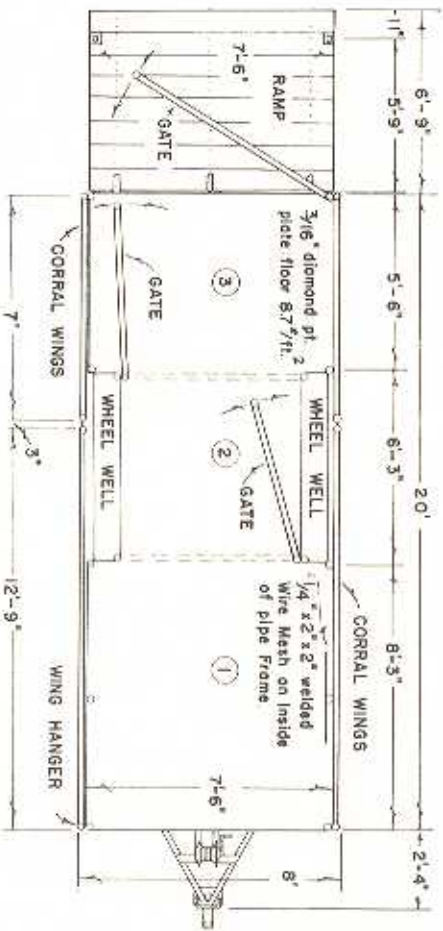 11"
6'-9"
5'-9"
5'-6"
6'-3"
20'
8'-3"
2'-4"
RAMP
7'-6"
GATE
3/16" diamond pt.
plate floor 8.7#/ft.2
3
GATE
WHEEL WELL
2
GATE
WHEEL WELL
CORRAL WINGS
1/4" x 2" x 2" welded
Wire Mesh on Inside
of pipe Frame
1
7'-6"
8'
CORRAL WINGS
WING HANGER
7'
3"
12'-9"